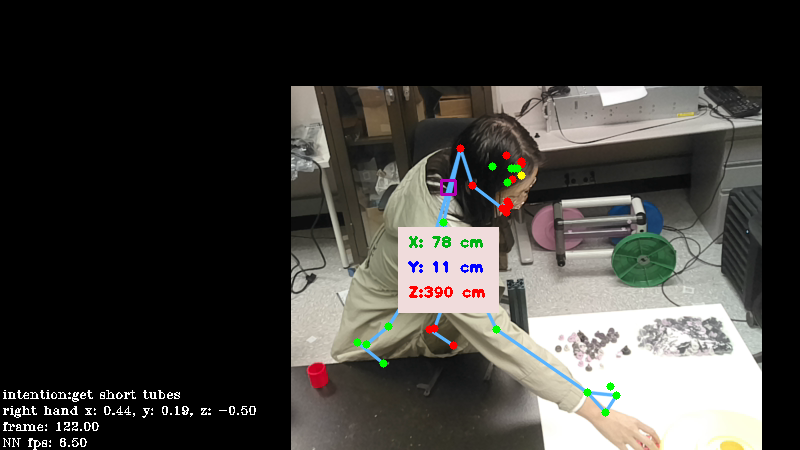 X: 78 cm
Y: 11 cm
Z:390 cm
intention:get short tubes
right hand x: 0.44, y: 0.19, z: -0.50
frame: 122.00
NN fps: 6.50